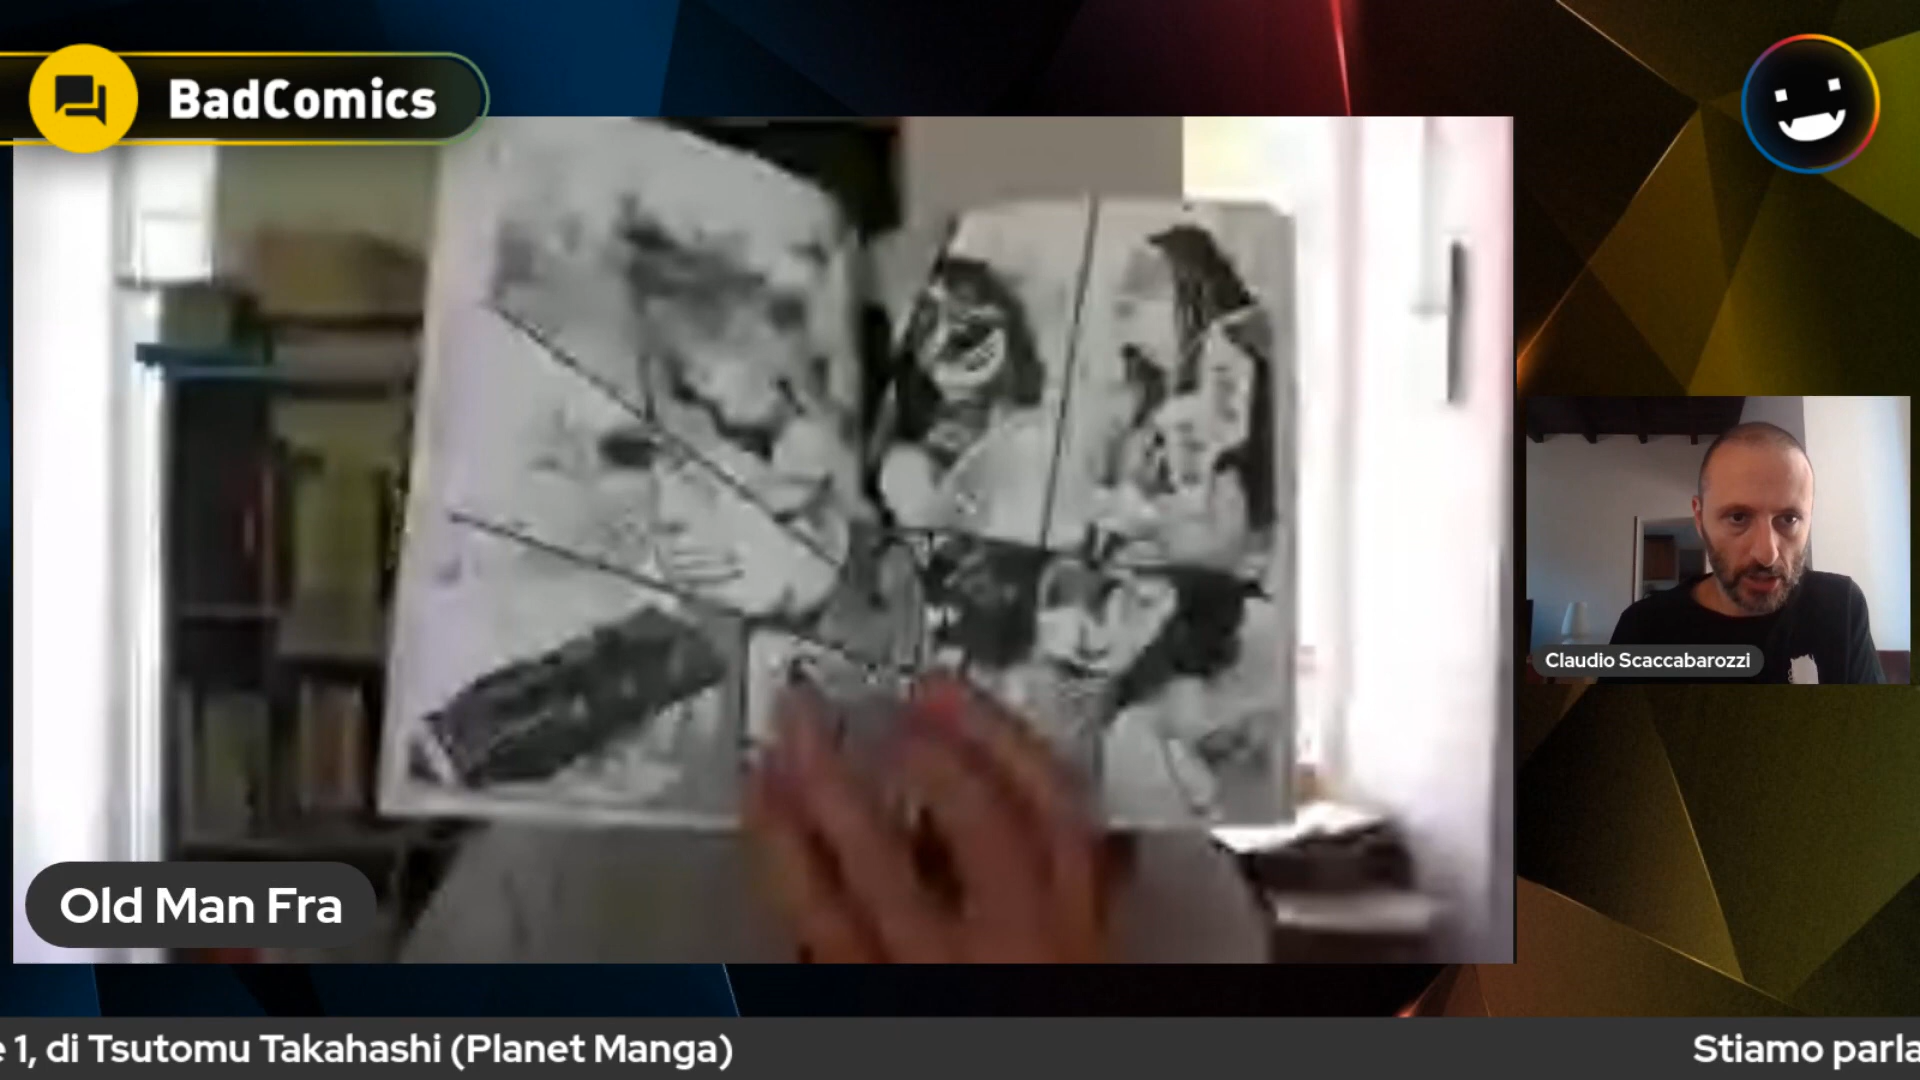 BadComics
Claudio Scaccabarozzi
Old Man Fra
e 1, di Tsutomu Takahashi (Planet Manga)
Stiamo parla